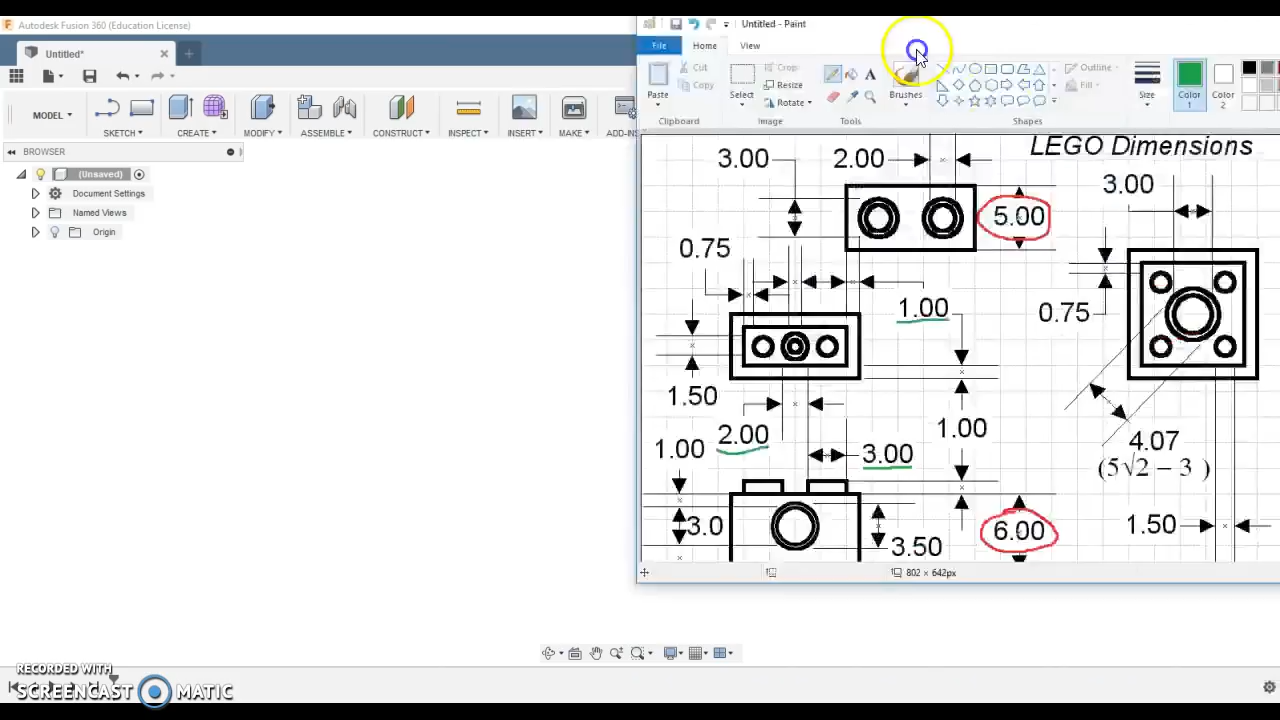 Autodesk Fusion 360 (Education License)
Untitled*
MODEL
SKETCH
CREATE
MODIFY
ASSEMBLE
CONSTRUCT
INSPECT
INSERT
MAKE
ADD-INS
BROWSER
(Unsaved)
Document Settings
Named Views
Origin
Untitled - Paint
File
Home
View
Paste
Cut
Copy
Clipboard
Select
Crop
Resize
Rotate
Image
A
Tools
Brushes
Outline
Fill
Shapes
Size
Color
1
Color
2
LEGO Dimensions
3.00
2.00
3.00
5.00
0.75
1.00
0.75
1.50
2.00
1.00
1.00
3.00
4.07
(5√2 − 3 )
3.0
3.50
6.00
1.50
802 × 642px
RECORDED WITH
SCREENCAST MATIC